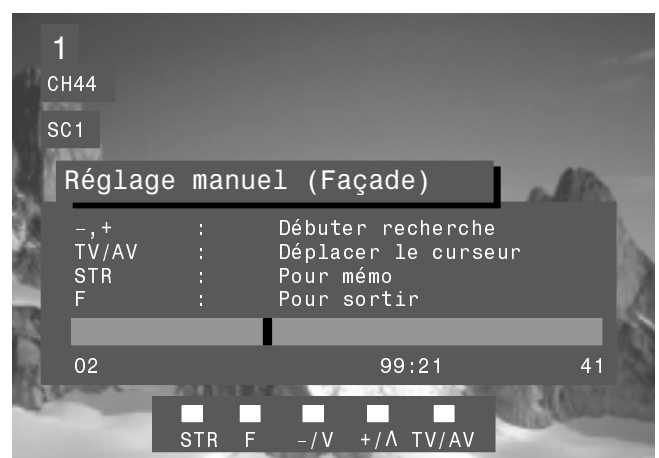 1
CH44
SC1
Réglage manuel (Façade)
–,+ : Débuter recherche
TV/AV : Déplacer le curseur
STR : Pour mémo
F : Pour sortir
02 99:21 41
STR F –/V +/Λ TV/AV